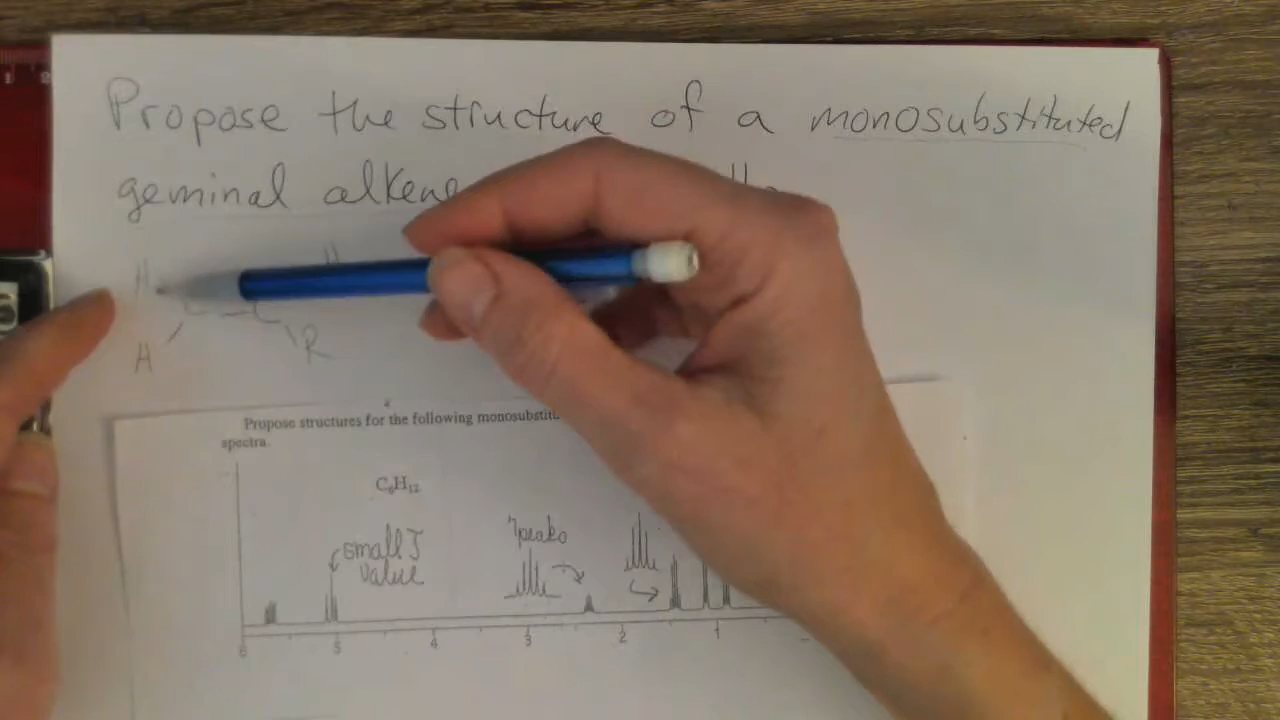 Propose the structure of a monosubstituted
geminal alkene
H H
H R
Propose structures for the following
spectra.
C6H12
small J
value
7peaks
6 5 4 3 2 1